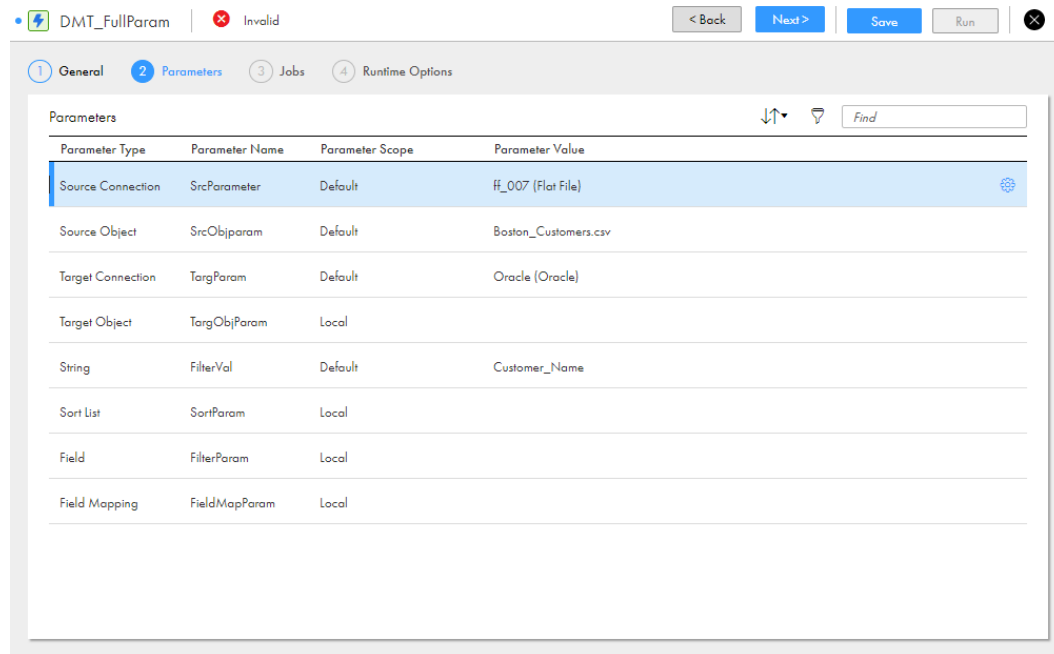 DMT_FullParam Invalid < Back Next > Save Run
1 General 2 Parameters 3 Jobs 4 Runtime Options
Parameters Find
Parameter Type Parameter Name Parameter Scope Parameter Value
Source Connection SrcParameter Default ff_007 (Flat File)
Source Object SrcObjparam Default Boston_Customers.csv
Target Connection TargParam Default Oracle (Oracle)
Target Object TargObjParam Local
String FilterVal Default Customer_Name
Sort List SortParam Local
Field FilterParam Local
Field Mapping FieldMapParam Local